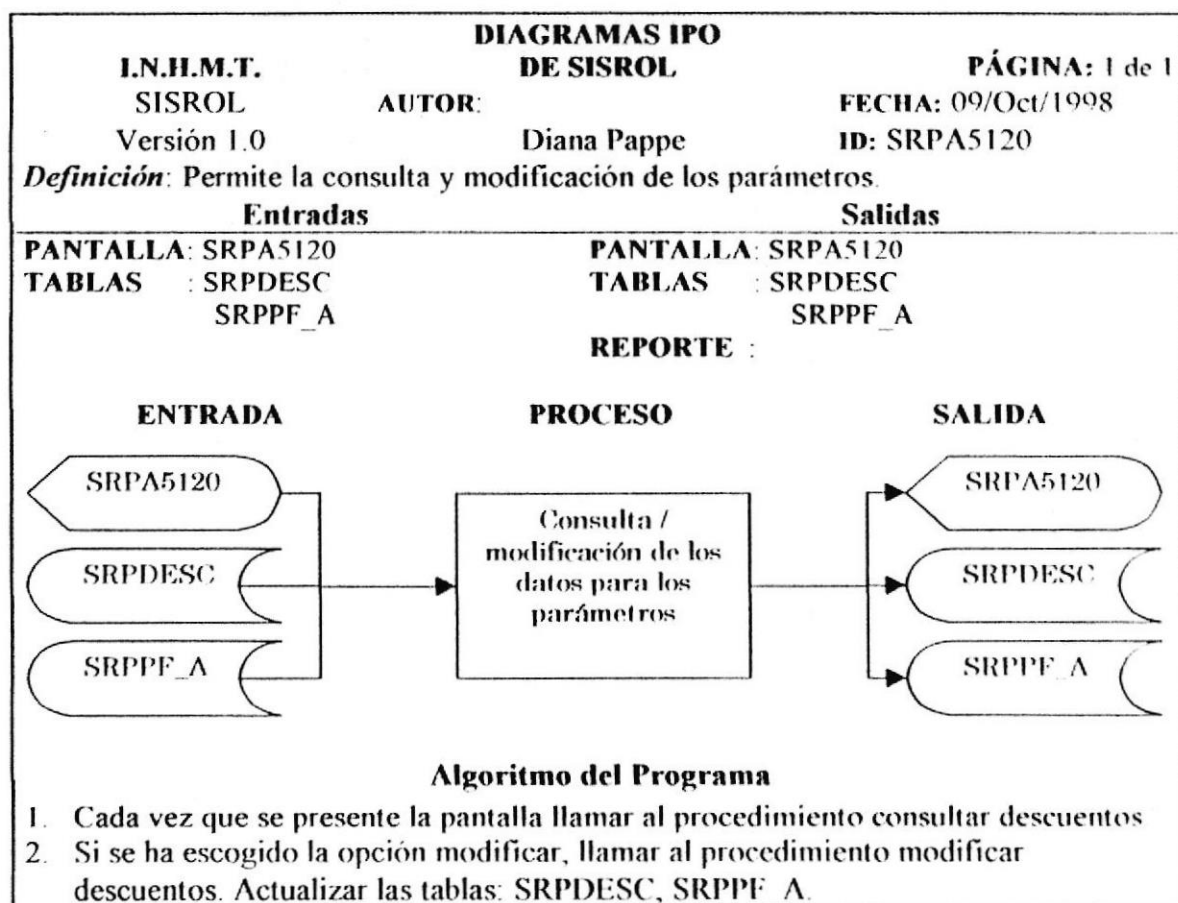 DIAGRAMAS IPO
I.N.H.M.T. DE SISROL PÁGINA: 1 de 1
SISROL AUTOR: FECHA: 09/Oct/1998
Versión 1.0 Diana Pappe ID: SRPA5120
Definición: Permite la consulta y modificación de los parámetros.
Entradas Salidas
PANTALLA: SRPA5120 PANTALLA: SRPA5120
TABLAS : SRPDESC TABLAS : SRPDESC
SRPPF_A SRPPF_A
REPORTE :
ENTRADA PROCESO SALIDA
SRPA5120
SRPDESC
SRPPF_A
Consulta /
modificación de los
datos para los
parámetros
SRPA5120
SRPDESC
SRPPF_A
Algoritmo del Programa
1. Cada vez que se presente la pantalla llamar al procedimiento consultar descuentos
2. Si se ha escogido la opción modificar, llamar al procedimiento modificar
descuentos. Actualizar las tablas: SRPDESC, SRPPF_A.